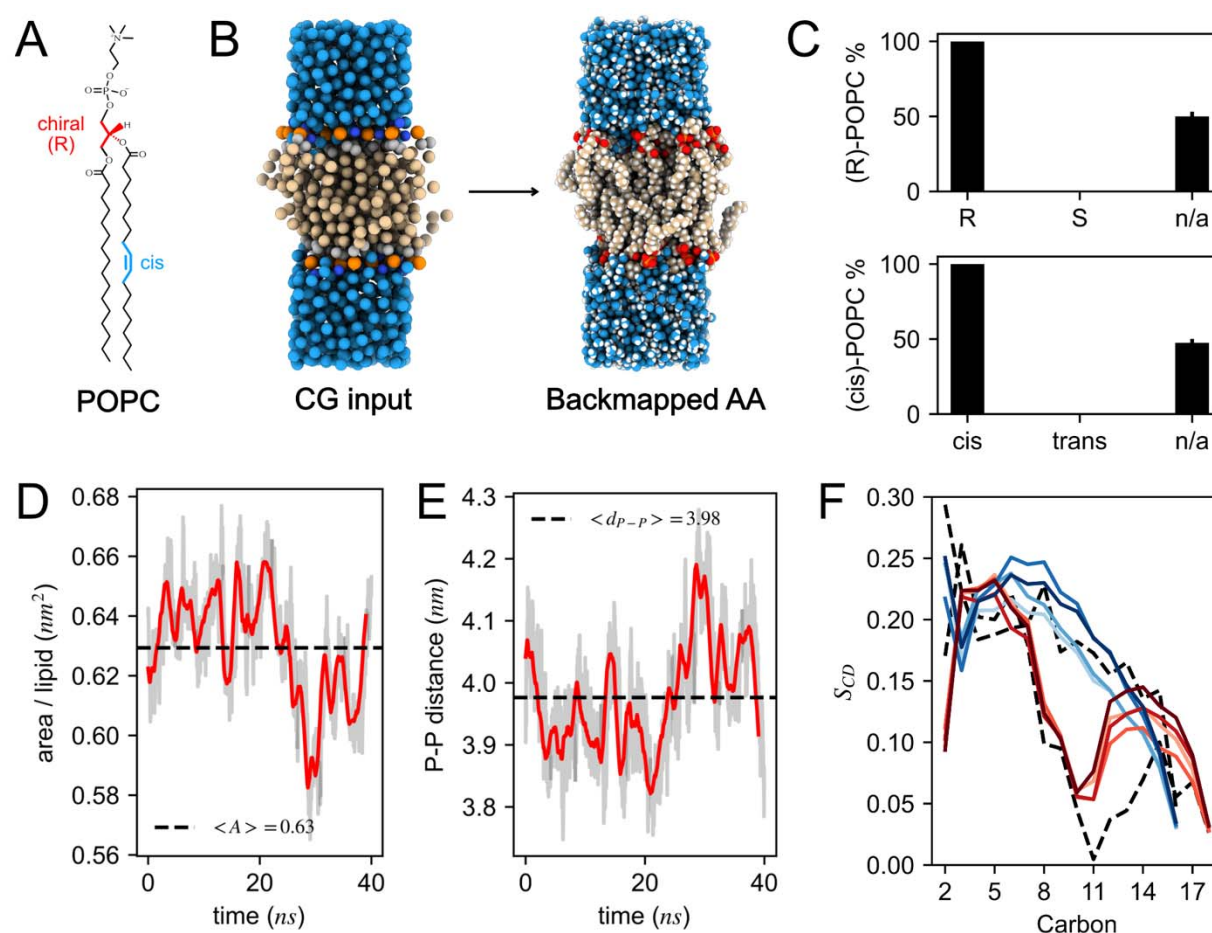 A
N⁺
O
O
P
O⁻
O
chiral
(R)
H
O
O
O
O
cis
POPC
B
CG input
Backmapped AA
C
(R)-POPC %
100
50
0
R
S
n/a
(cis)-POPC %
100
50
0
cis
trans
n/a
D
area / lipid (nm²)
0.68
0.66
0.64
0.62
0.60
0.58
0.56
<A> = 0.63
0
20
40
time (ns)
E
P-P distance (nm)
4.3
4.2
4.1
4.0
3.9
3.8
<d_{P−P}> = 3.98
0
20
40
time (ns)
F
S_{CD}
0.30
0.25
0.20
0.15
0.10
0.05
0.00
2
5
8
11
14
17
Carbon